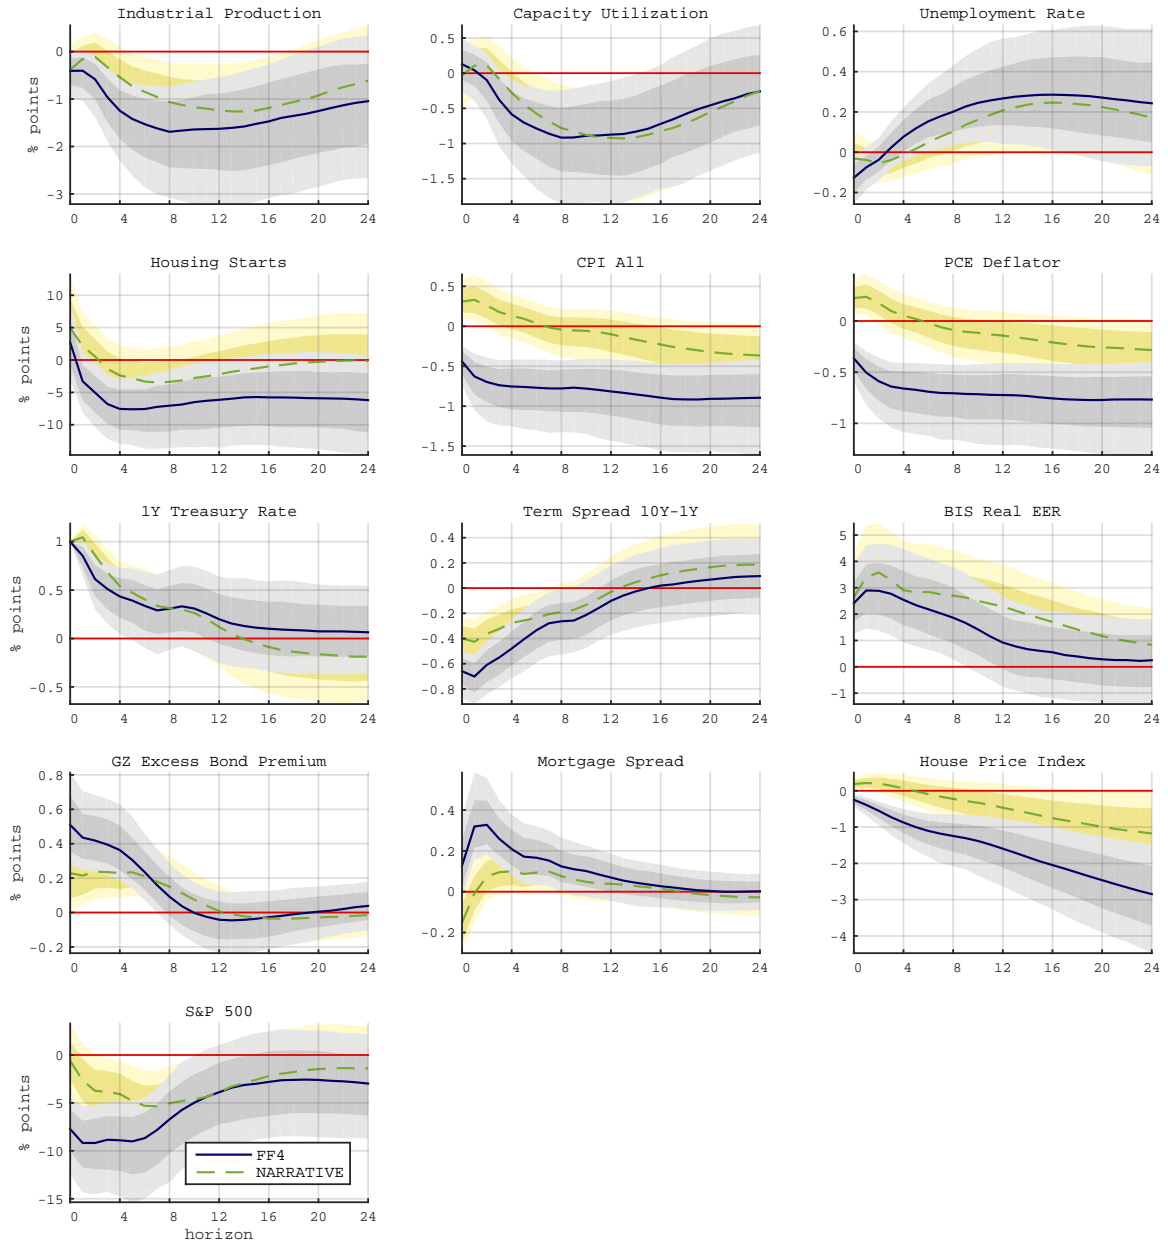 Industrial Production
% points
0
-1
-2
-3
0 4 8 12 16 20 24
Capacity Utilization
0.5
0
-0.5
-1
-1.5
0 4 8 12 16 20 24
Unemployment Rate
0.6
0.4
0.2
0
-0.2
0 4 8 12 16 20 24
Housing Starts
% points
10
5
0
-5
-10
0 4 8 12 16 20 24
CPI All
0.5
0
-0.5
-1
-1.5
0 4 8 12 16 20 24
PCE Deflator
0
-0.5
-1
0 4 8 12 16 20 24
1Y Treasury Rate
% points
1
0.5
0
-0.5
0 4 8 12 16 20 24
Term Spread 10Y-1Y
0.4
0.2
0
-0.2
-0.4
-0.6
-0.8
0 4 8 12 16 20 24
BIS Real EER
5
4
3
2
1
0
-1
0 4 8 12 16 20 24
GZ Excess Bond Premium
% points
0.8
0.6
0.4
0.2
0
-0.2
0 4 8 12 16 20 24
Mortgage Spread
0.4
0.2
0
-0.2
0 4 8 12 16 20 24
House Price Index
0
-1
-2
-3
-4
0 4 8 12 16 20 24
S&P 500
% points
0
-5
-10
-15
FF4
NARRATIVE
0 4 8 12 16 20 24
horizon